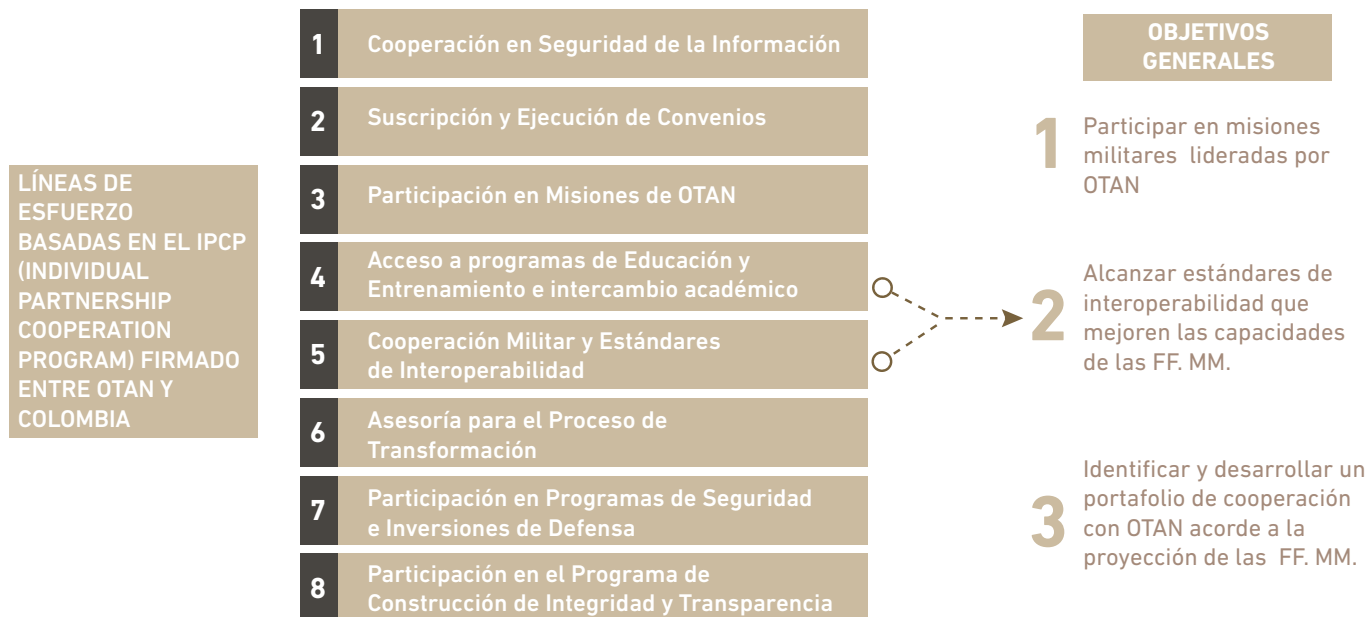 LÍNEAS DE
ESFUERZO
BASADAS EN EL IPCP
(INDIVIDUAL
PARTNERSHIP
COOPERATION
PROGRAM) FIRMADO
ENTRE OTAN Y
COLOMBIA
1 Cooperación en Seguridad de la Información
2 Suscripción y Ejecución de Convenios
3 Participación en Misiones de OTAN
4 Acceso a programas de Educación y
Entrenamiento e intercambio académico
5 Cooperación Militar y Estándares
de Interoperabilidad
6 Asesoría para el Proceso de
Transformación
7 Participación en Programas de Seguridad
e Inversiones de Defensa
8 Participación en el Programa de
Construcción de Integridad y Transparencia
OBJETIVOS
GENERALES
1 Participar en misiones
militares lideradas por
OTAN
2 Alcanzar estándares de
interoperabilidad que
mejoren las capacidades
de las FF. MM.
3 Identificar y desarrollar un
portafolio de cooperación
con OTAN acorde a la
proyección de las FF. MM.